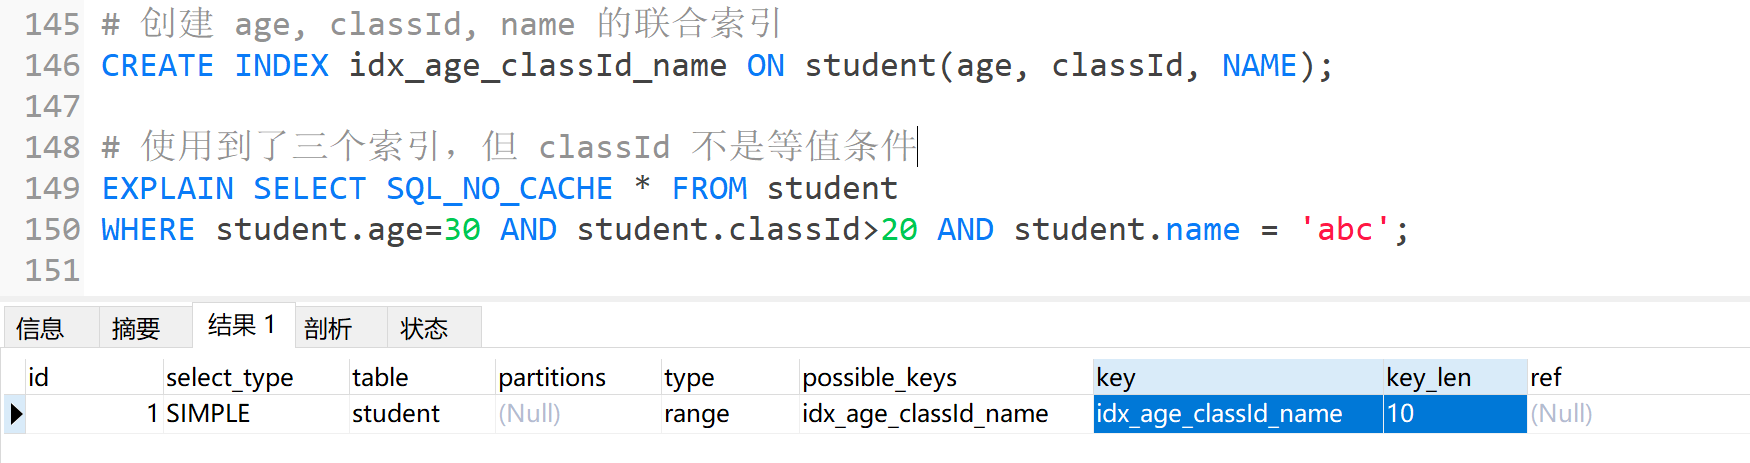 145 # 创建 age, classId, name 的联合索引
146 CREATE INDEX idx_age_classId_name ON student(age, classId, NAME);
147
148 # 使用到了三个索引，但 classId 不是等值条件
149 EXPLAIN SELECT SQL_NO_CACHE * FROM student
150 WHERE student.age=30 AND student.classId>20 AND student.name = 'abc';
151
信息 摘要 结果 1 剖析 状态
id select_type table partitions type possible_keys key key_len ref
1 SIMPLE student (Null) range idx_age_classId_name idx_age_classId_name 10 (Null)